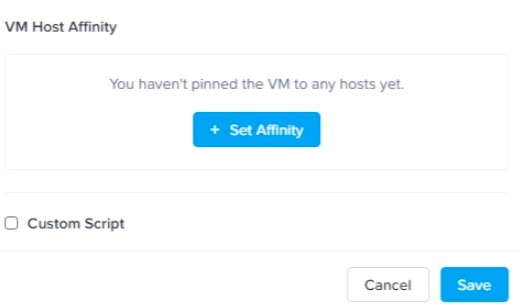 VM Host Affinity
You haven't pinned the VM to any hosts yet.
+ Set Affinity
Custom Script
Cancel Save